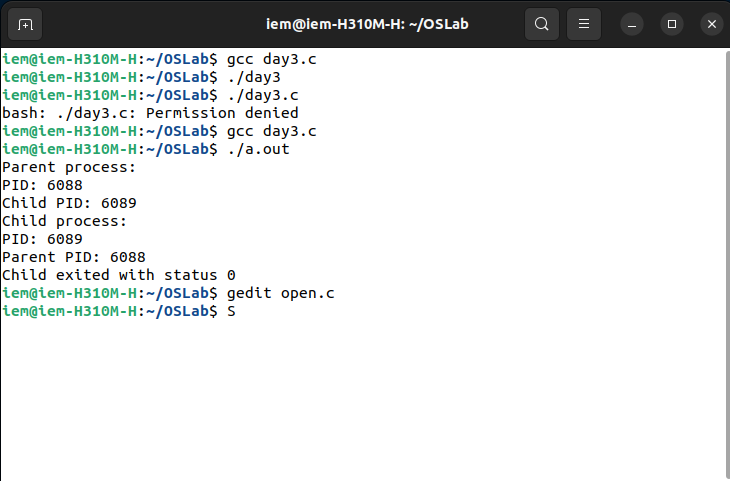 iem@iem-H310M-H: ~/OSLab
iem@iem-H310M-H:~/OSLab$ gcc day3.c
iem@iem-H310M-H:~/OSLab$ ./day3
iem@iem-H310M-H:~/OSLab$ ./day3.c
bash: ./day3.c: Permission denied
iem@iem-H310M-H:~/OSLab$ gcc day3.c
iem@iem-H310M-H:~/OSLab$ ./a.out
Parent process:
PID: 6088
Child PID: 6089
Child process:
PID: 6089
Parent PID: 6088
Child exited with status 0
iem@iem-H310M-H:~/OSLab$ gedit open.c
iem@iem-H310M-H:~/OSLab$ S